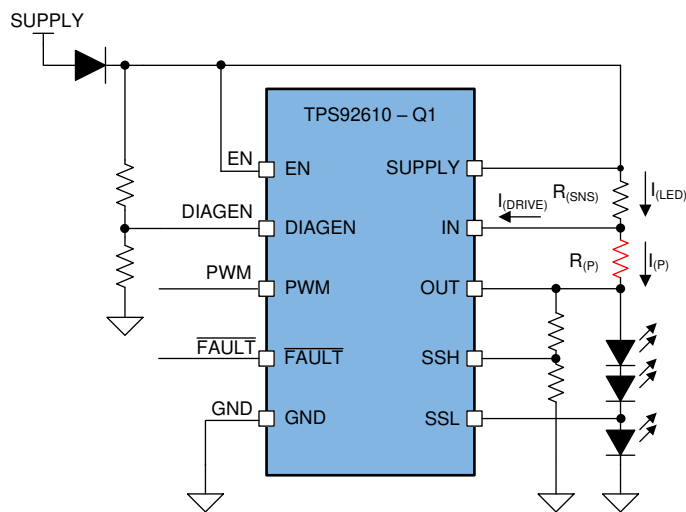 SUPPLY
TPS92610 – Q1
EN
EN
SUPPLY
R(SNS)
I(LED)
I(DRIVE)
DIAGEN
DIAGEN
IN
R(P)
I(P)
PWM
PWM
OUT
FAULT
FAULT
SSH
GND
GND
SSL